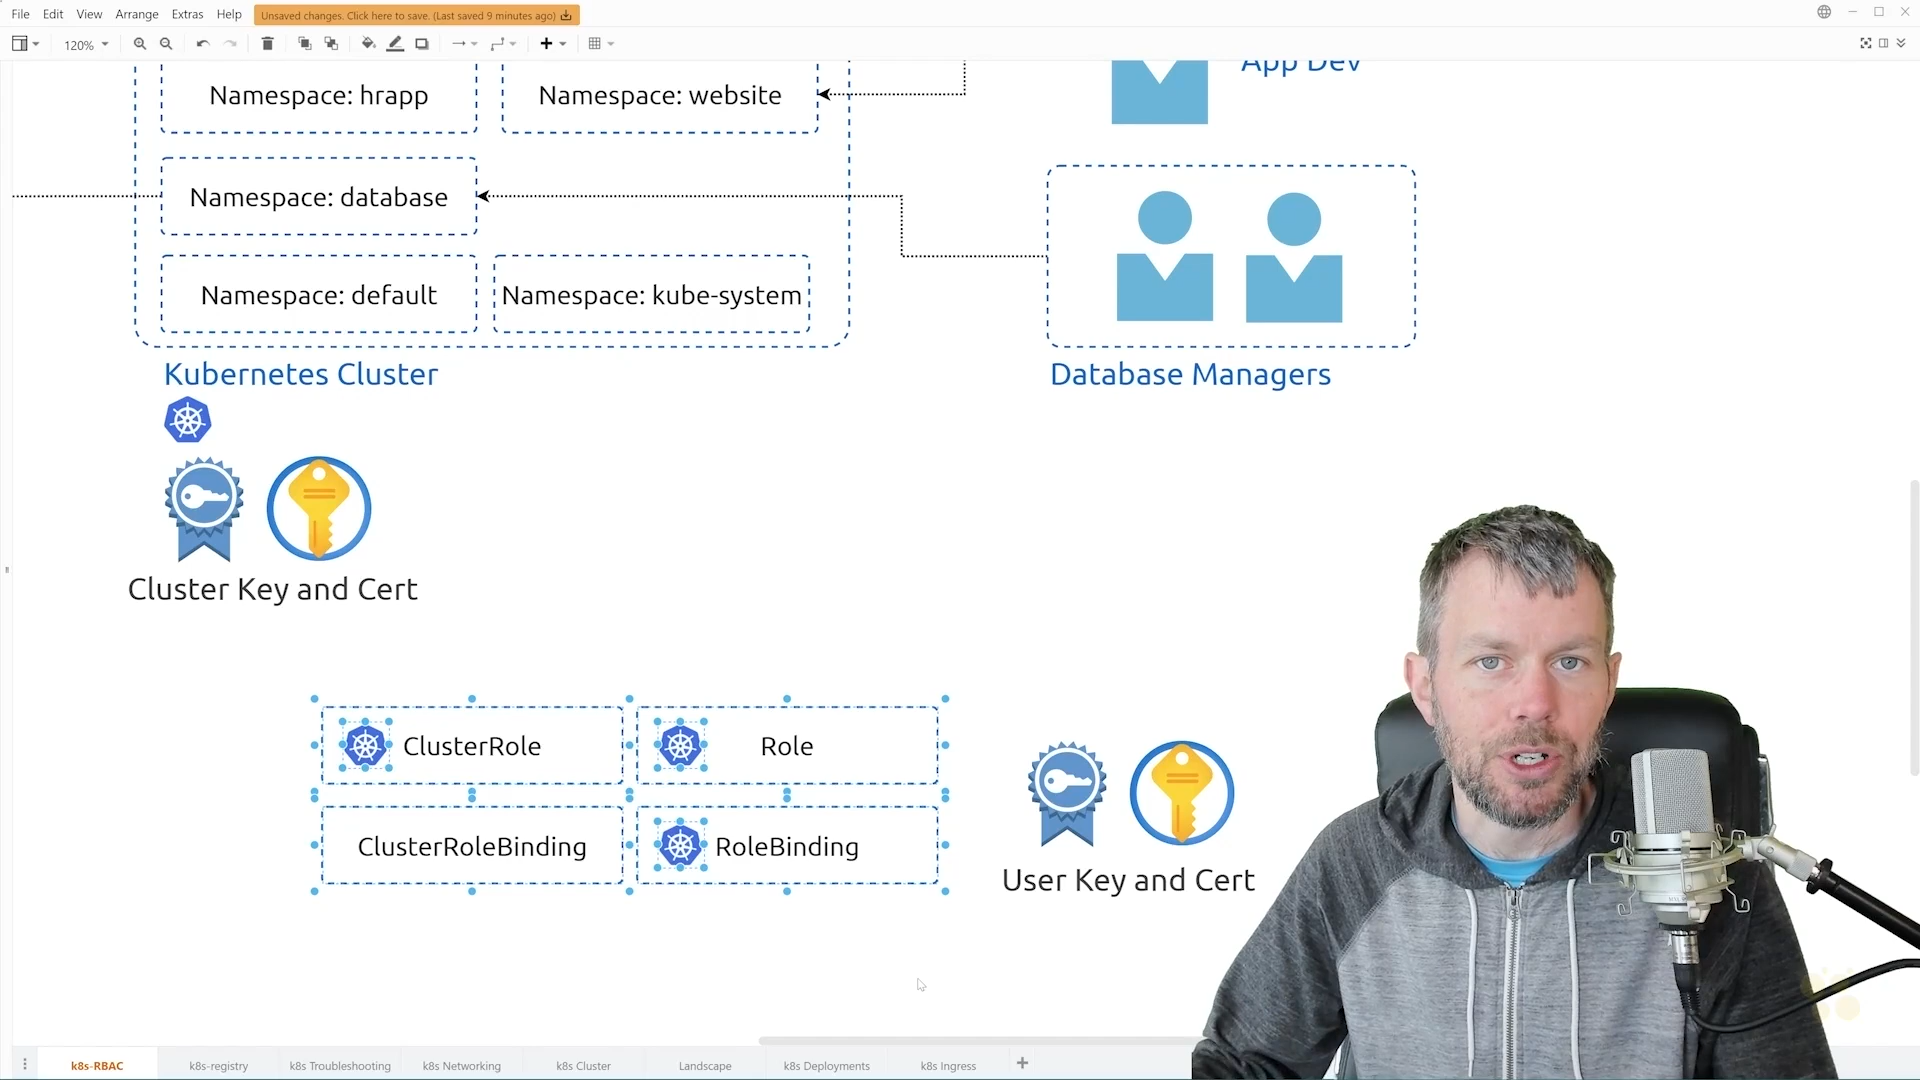 File Edit View Arrange Extras Help Unsaved changes. Click here to save. (Last saved 9 minutes ago)
120%
App Dev
Namespace: hrapp
Namespace: website
Namespace: database
Namespace: default
Namespace: kube-system
Kubernetes Cluster
Database Managers
Cluster Key and Cert
ClusterRole
Role
ClusterRoleBinding
RoleBinding
User Key and Cert
k8s-RBAC k8s-registry k8s Troubleshooting k8s Networking k8s Cluster Landscape k8s Deployments k8s Ingress